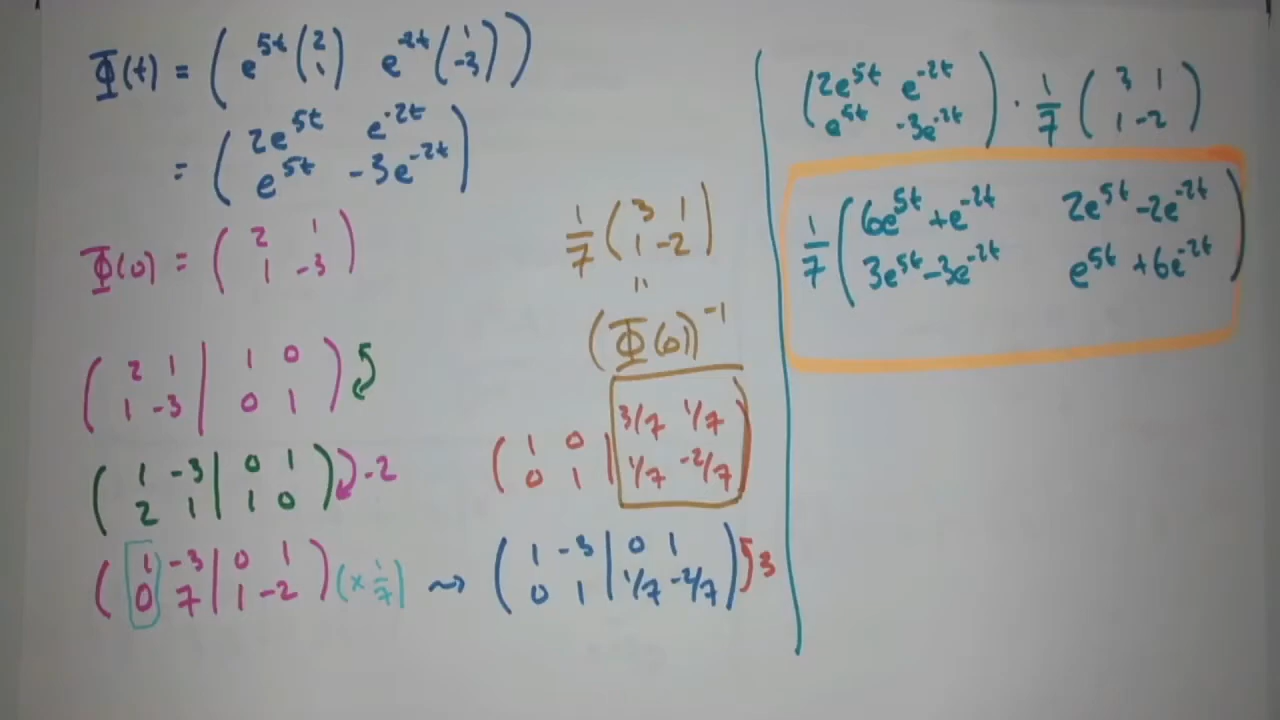 Φ(t) = ( e^{5t} (2 1) e^{-2t} (1 -3) )
= ( 2e^{5t} e^{-2t}
e^{5t} -3e^{-2t} )
Φ(0) = ( 2 1
1 -3 )
( 2 1 | 1 0
1 -3 | 0 1 )
( 1 -3 | 0 1
2 1 | 1 0 ) -2
( 1 -3 | 0 1
0 7 | 1 -2 ) (× 1/7) ⇝
( 1 -3 | 0 1
0 1 | 1/7 -2/7 ) 3
( 1 0 | 3/7 1/7
0 1 | 1/7 -2/7 )
(Φ(0))^{-1}
=
1/7 ( 3 1
1 -2 )
( 2e^{5t} e^{-2t}
e^{5t} -3e^{-2t} ) · 1/7 ( 3 1
1 -2 )
1/7 ( 6e^{5t} + e^{-2t} 2e^{5t} - 2e^{-2t}
3e^{5t} - 3e^{-2t} e^{5t} + 6e^{-2t} )